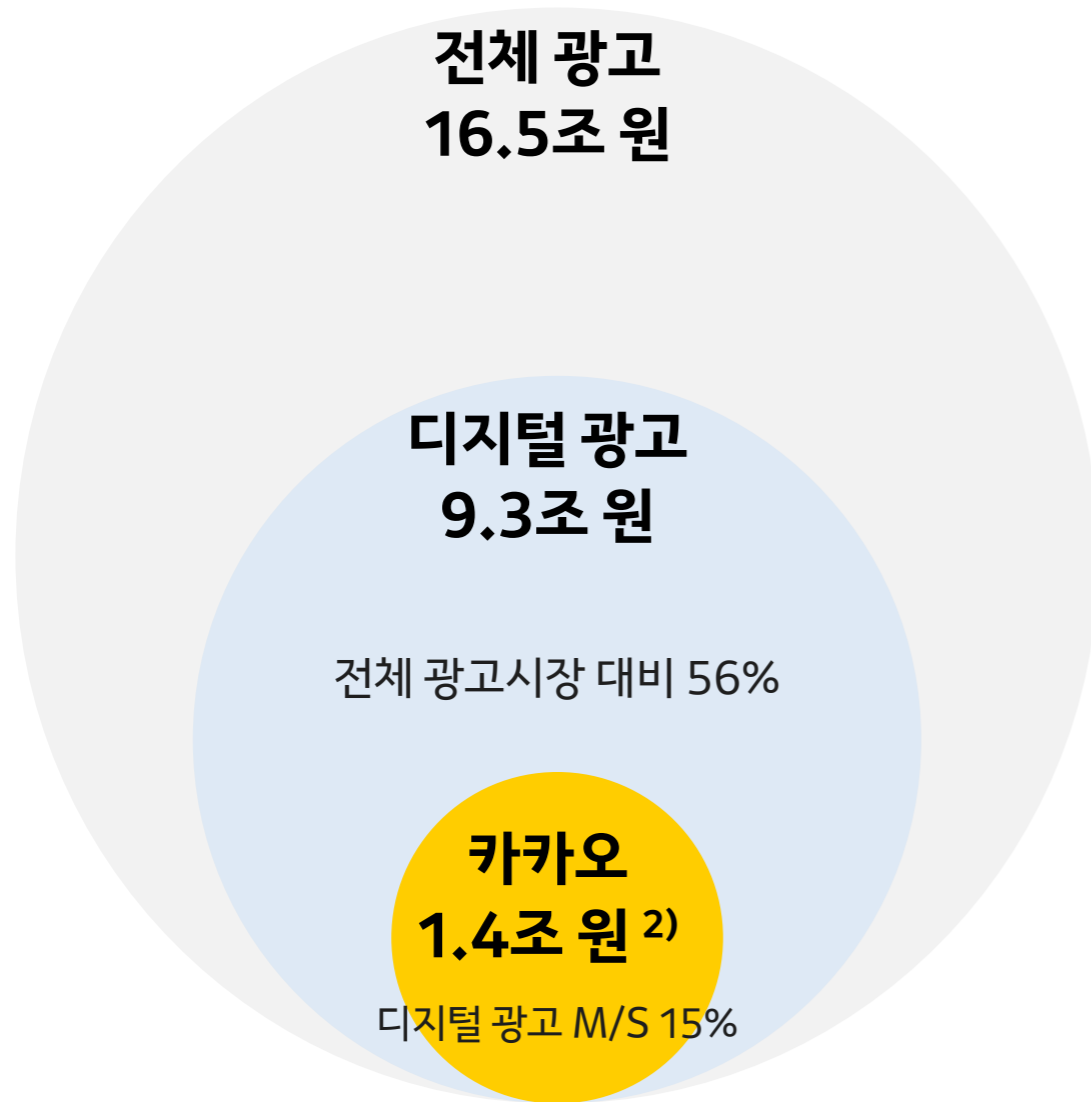 전체 광고
16.5조 원
디지털 광고
9.3조 원
전체 광고시장 대비 56%
카카오
1.4조 원 2)
디지털 광고 M/S 15%